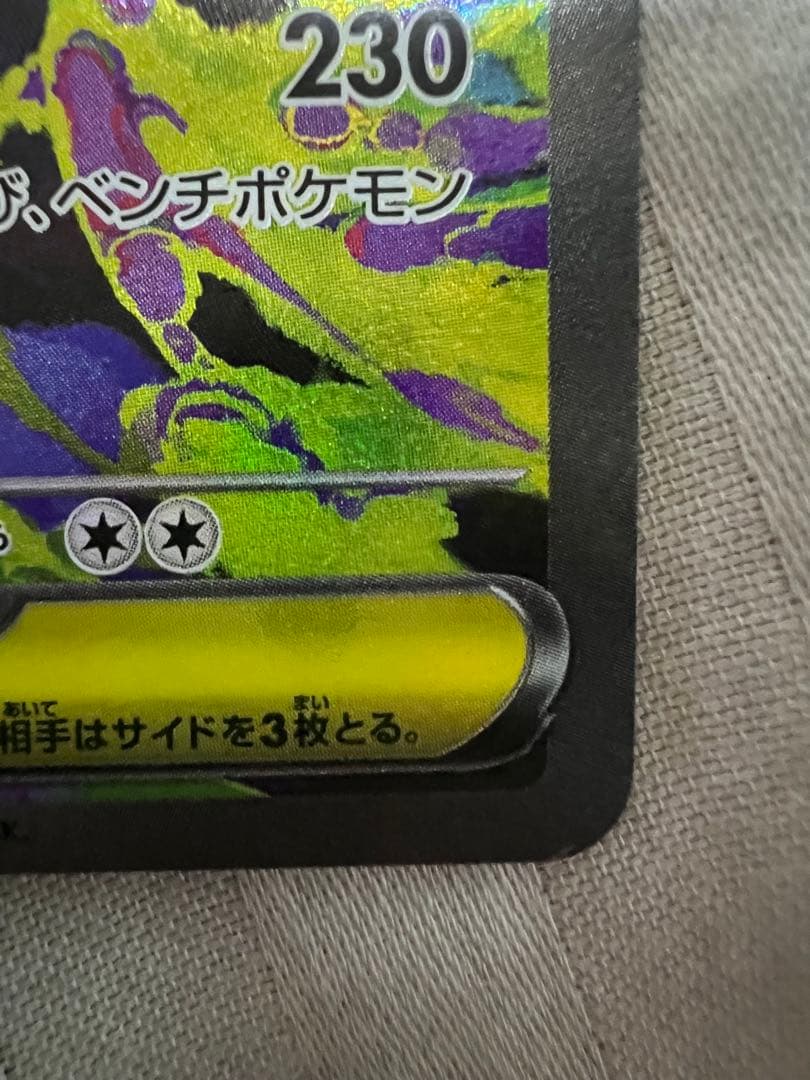 230
び、ベンチポケモン
ら
あいて まい
相手はサイドを3枚とる。
K.